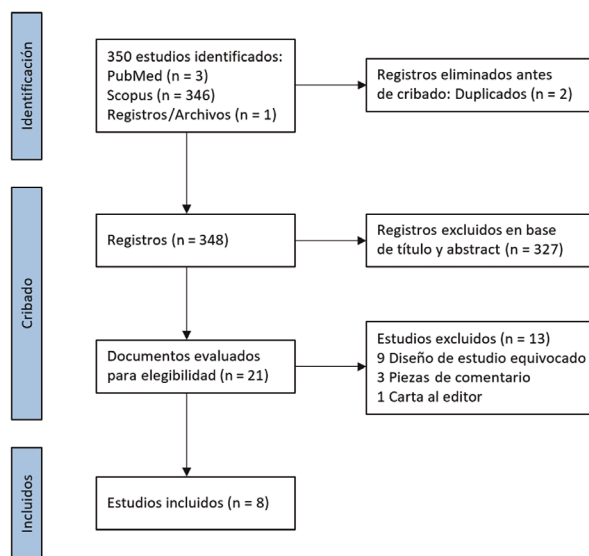 Identificación
350 estudios identificados:
PubMed (n = 3)
Scopus (n = 346)
Registros/Archivos (n = 1)
Registros eliminados antes
de cribado: Duplicados (n = 2)
Cribado
Registros (n = 348)
Registros excluidos en base
de título y abstract (n = 327)
Documentos evaluados
para elegibilidad (n = 21)
Estudios excluidos (n = 13)
9 Diseño de estudio equivocado
3 Piezas de comentario
1 Carta al editor
Incluidos
Estudios incluidos (n = 8)